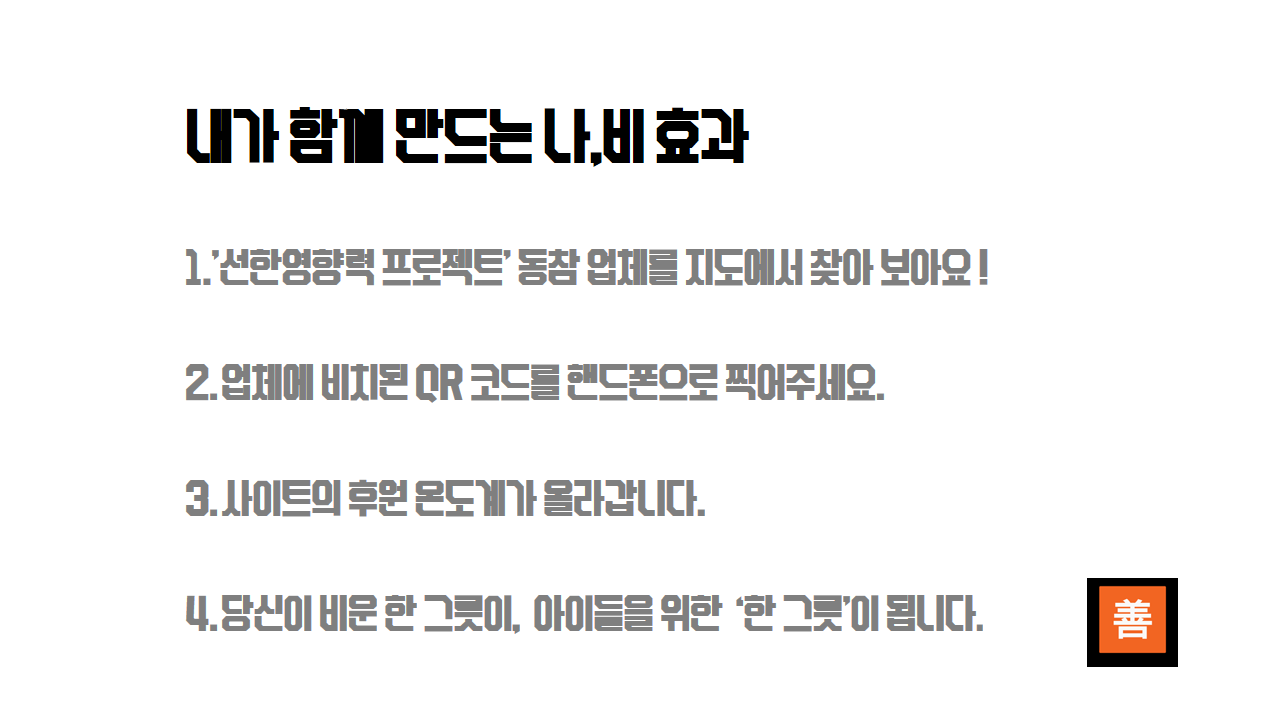 내가 함께 만드는 나,비 효과
1.’선한영향력 프로젝트’ 동참 업체를 지도에서 찾아 보아요!
2.업체에 비치된 QR 코드를 핸드폰으로 찍어주세요.
3.사이트의 후원 온도계가 올라갑니다.
4.당신이 비운 한 그릇이, 아이들을 위한 ‘한 그릇’이 됩니다.
善